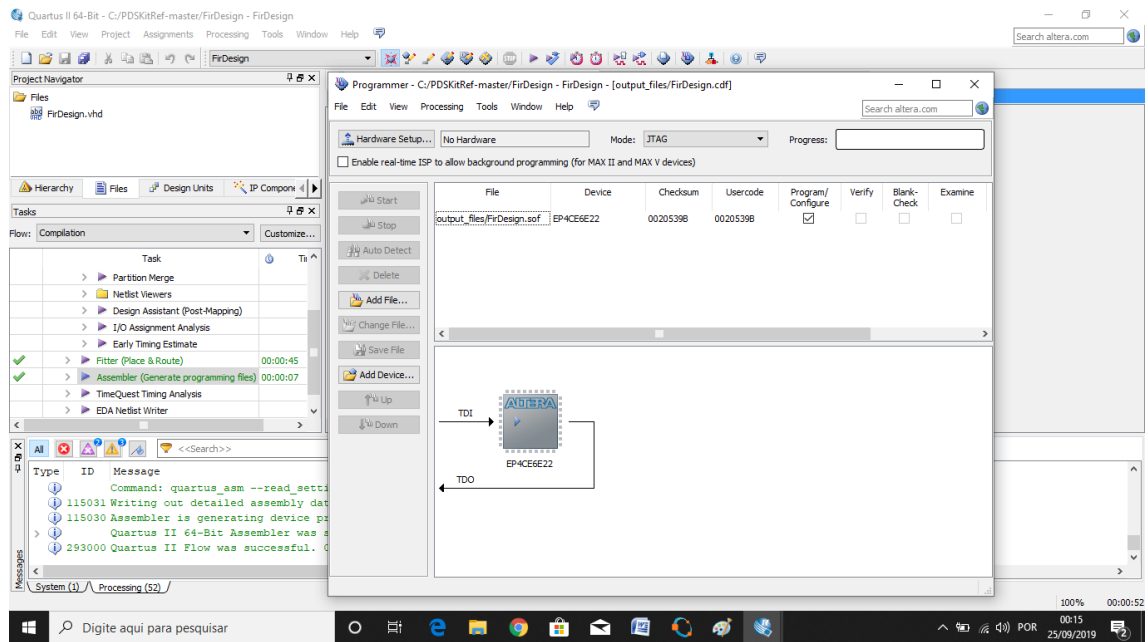 Quartus II 64-Bit - C:/PDSKitRef-master/FirDesign - FirDesign
File Edit View Project Assignments Processing Tools Window Help
Search altera.com
FirDesign
Project Navigator
Files
FirDesign.vhd
Hierarchy Files Design Units IP Compone
Tasks
Flow: Compilation Customize...
Task
Partition Merge
Netlist Viewers
Design Assistant (Post-Mapping)
I/O Assignment Analysis
Early Timing Estimate
Fitter (Place & Route) 00:00:45
Assembler (Generate programming files) 00:00:07
TimeQuest Timing Analysis
EDA Netlist Writer
Programmer - C:/PDSKitRef-master/FirDesign - FirDesign - [output_files/FirDesign.cdf]
File Edit View Processing Tools Window Help
Search altera.com
Hardware Setup... No Hardware Mode: JTAG Progress:
Enable real-time ISP to allow background programming (for MAX II and MAX V devices)
Start
Stop
Auto Detect
Delete
Add File...
Change File...
Save File
Add Device...
Up
Down
File Device Checksum Usercode Program/ Configure Verify Blank- Check Examine
output_files/FirDesign.sof EP4CE6E22 0020539B 0020539B
TDI
ALTERA
EP4CE6E22
TDO
All <<Search>>
Type ID Message
Command: quartus_asm --read_setti
115031 Writing out detailed assembly dat
115030 Assembler is generating device pr
Quartus II 64-Bit Assembler was s
293000 Quartus II Flow was successful.
Messages
System (1) Processing (52)
100% 00:00:52
Digite aqui para pesquisar
POR
00:15
25/09/2019
2